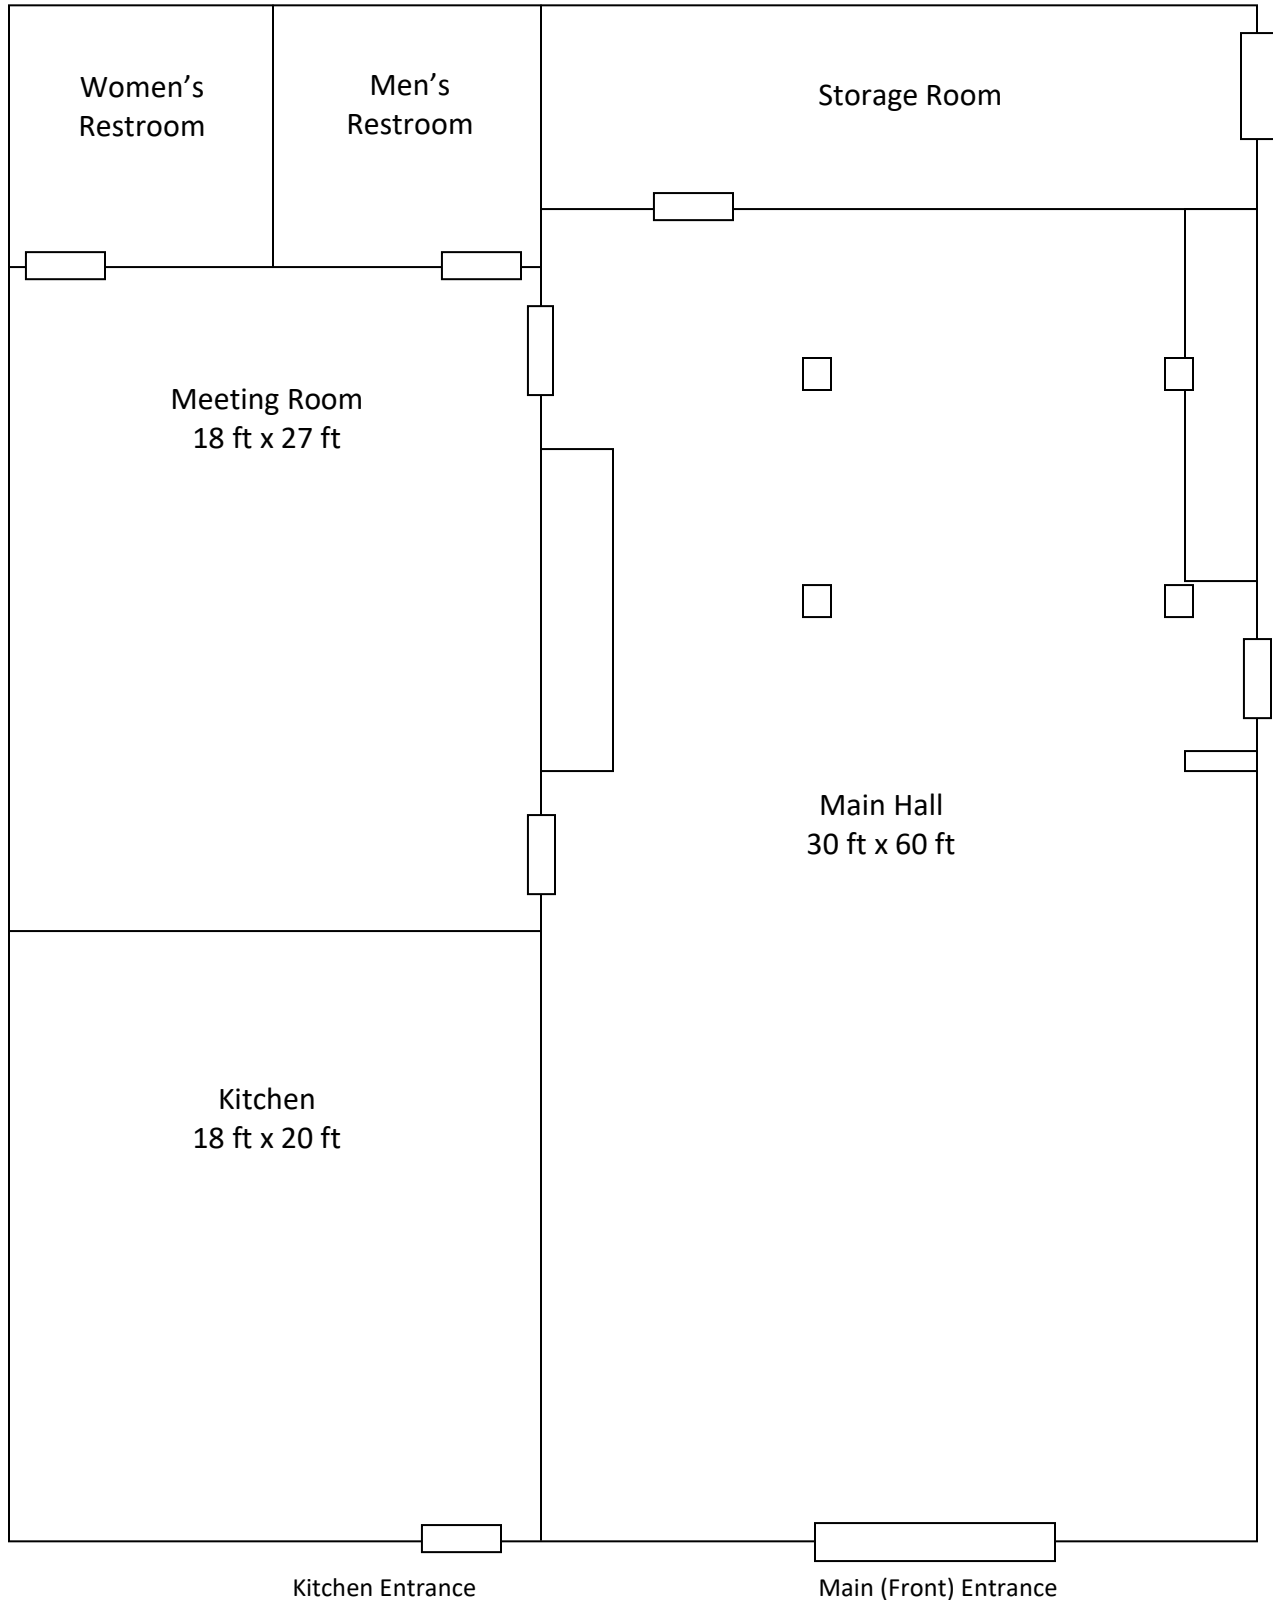 Women’s
Restroom
Men’s
Restroom
Storage Room
Meeting Room
18 ft x 27 ft
Main Hall
30 ft x 60 ft
Kitchen
18 ft x 20 ft
Kitchen Entrance
Main (Front) Entrance